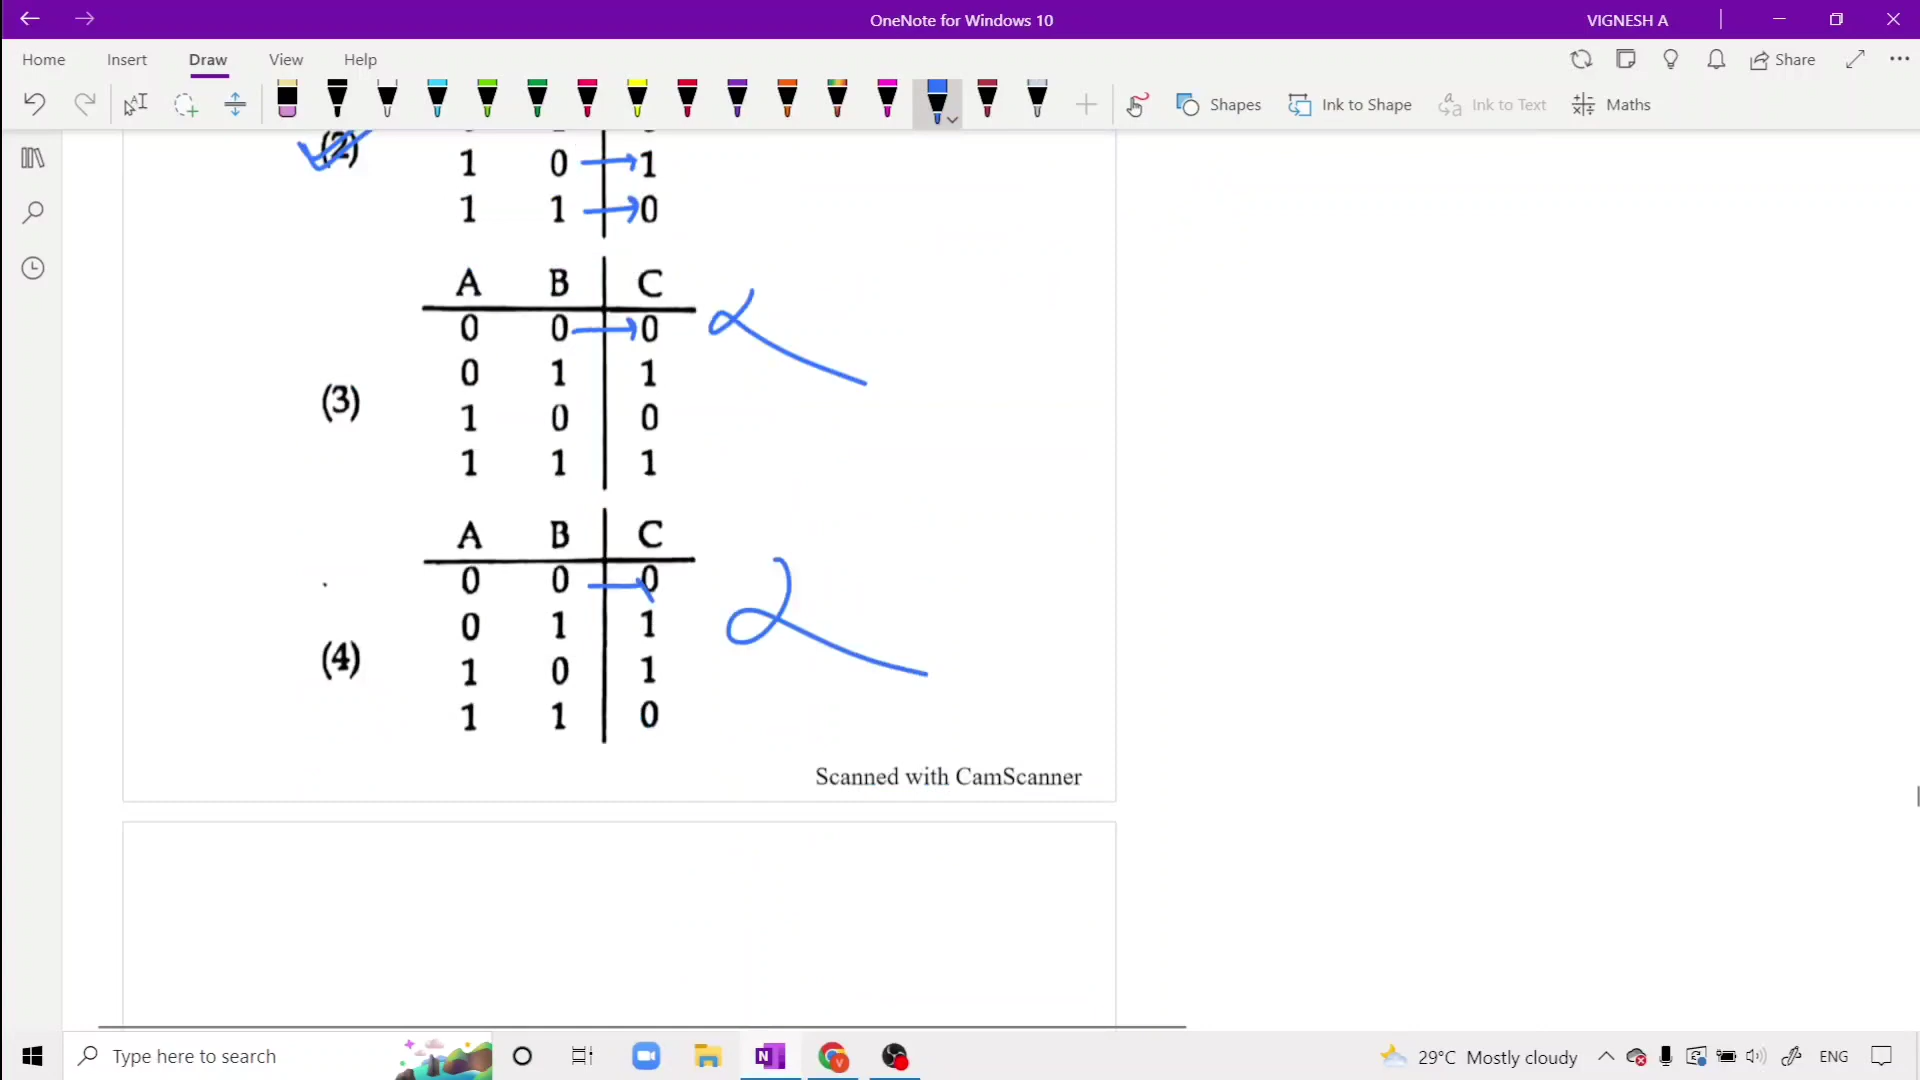 OneNote for Windows 10
VIGNESH A
Home Insert Draw View Help
Share
Shapes
Ink to Shape
Ink to Text
Maths
(2)
1 0 1
1 1 0
A B C
0 0 0
0 1 1
(3)
1 0 0
1 1 1
A B C
0 0 0
0 1 1
(4)
1 0 1
1 1 0
Scanned with CamScanner
Type here to search
29°C Mostly cloudy
ENG